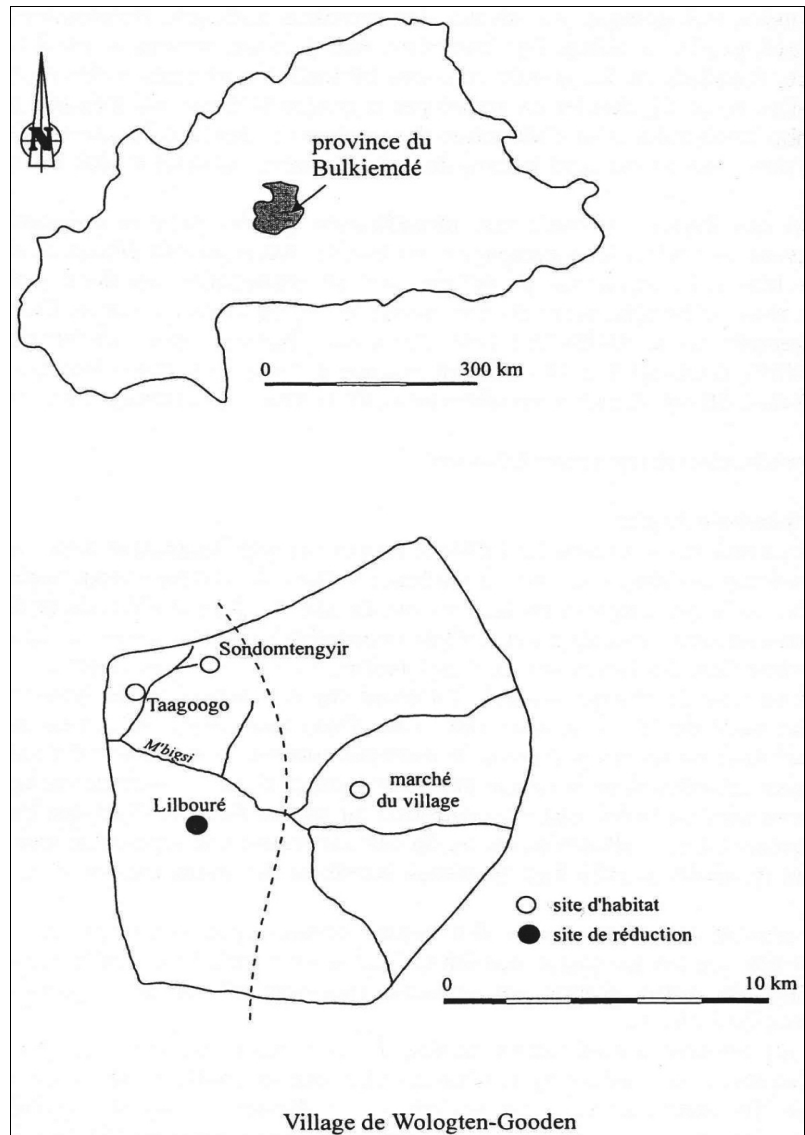 N
province du
Bulkiemdé
0 300 km
Sondomtengyir
Taagoogo
M'bigsi
marché
du village
Lilbouré
site d'habitat
site de réduction
0 10 km
Village de Wologten-Gooden